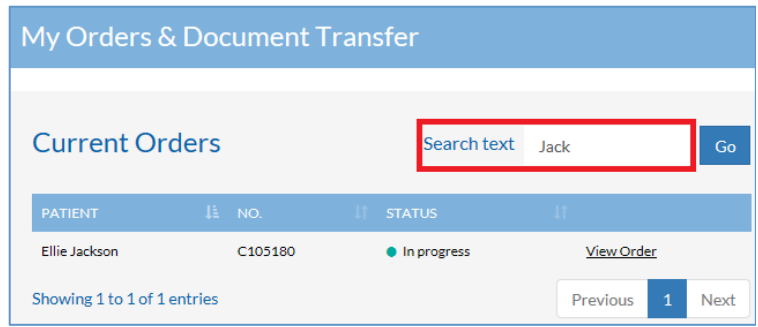 My Orders & Document Transfer
Current Orders Search text Jack Go
PATIENT NO. STATUS
Ellie Jackson C105180 In progress View Order
Showing 1 to 1 of 1 entries Previous 1 Next